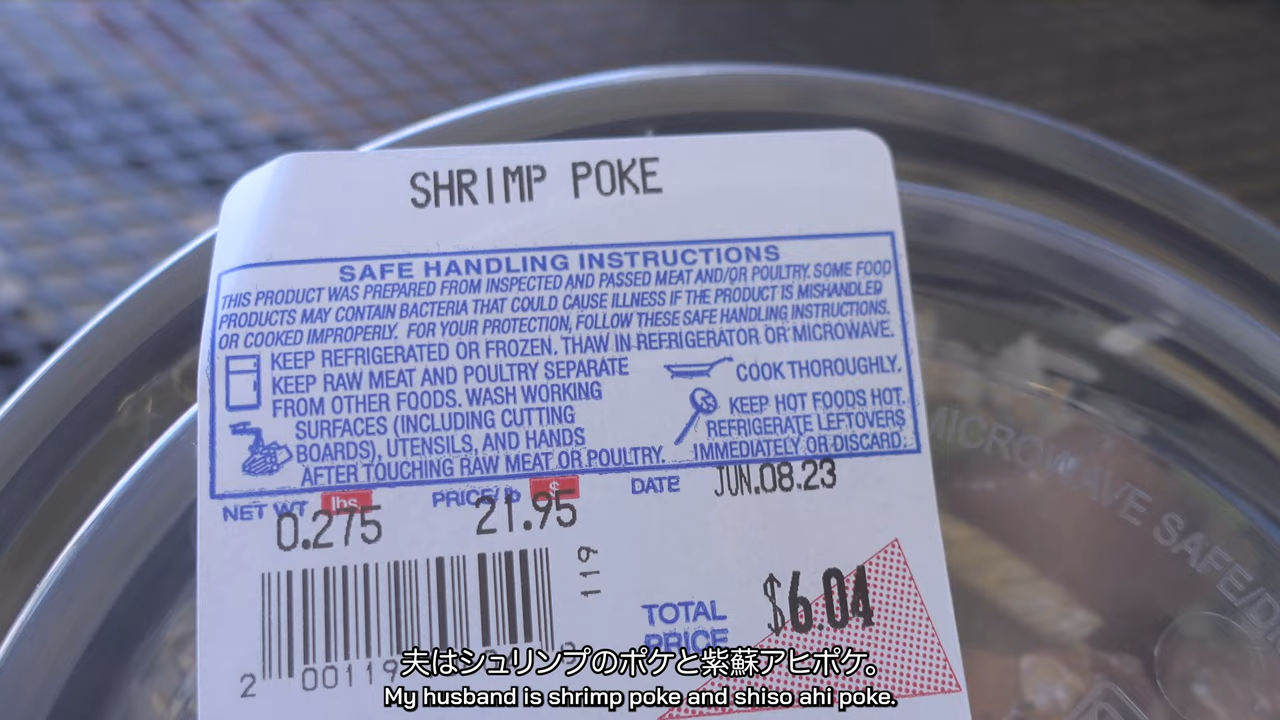 SHRIMP POKE
SAFE HANDLING INSTRUCTIONS
THIS PRODUCT WAS PREPARED FROM INSPECTED AND PASSED MEAT AND/OR POULTRY. SOME FOOD
PRODUCTS MAY CONTAIN BACTERIA THAT COULD CAUSE ILLNESS IF THE PRODUCT IS MISHANDLED
OR COOKED IMPROPERLY. FOR YOUR PROTECTION, FOLLOW THESE SAFE HANDLING INSTRUCTIONS.
KEEP REFRIGERATED OR FROZEN. THAW IN REFRIGERATOR OR MICROWAVE.
KEEP RAW MEAT AND POULTRY SEPARATE
FROM OTHER FOODS. WASH WORKING
SURFACES (INCLUDING CUTTING
BOARDS), UTENSILS, AND HANDS
AFTER TOUCHING RAW MEAT OR POULTRY.
COOK THOROUGHLY.
KEEP HOT FOODS HOT.
REFRIGERATE LEFTOVERS
IMMEDIATELY OR DISCARD.
NET WT lbs
0.275
PRICE/lb $
21.95
DATE JUN.08.23
119
TOTAL
PRICE
$6.04
2 00119
MICROWAVE SAFE/D
夫はシュリンプのポケと紫蘇アヒポケ。
My husband is shrimp poke and shiso ahi poke.